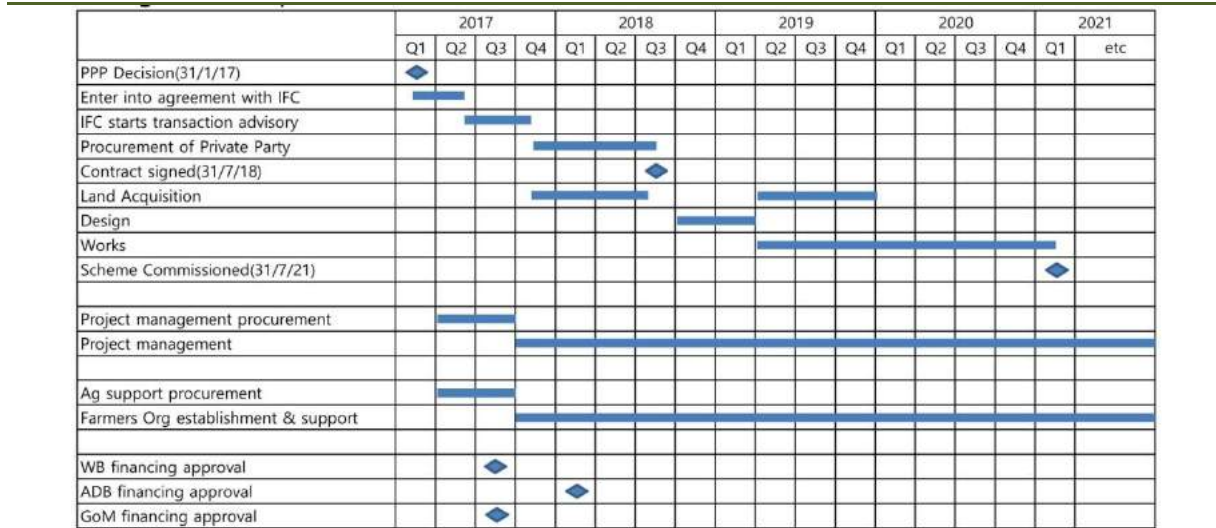 2017 2018 2019 2020 2021
Q1 Q2 Q3 Q4 Q1 Q2 Q3 Q4 Q1 Q2 Q3 Q4 Q1 Q2 Q3 Q4 Q1 etc
PPP Decision(31/1/17)
Enter into agreement with IFC
IFC starts transaction advisory
Procurement of Private Party
Contract signed(31/7/18)
Land Acquisition
Design
Works
Scheme Commissioned(31/7/21)
Project management procurement
Project management
Ag support procurement
Farmers Org establishment & support
WB financing approval
ADB financing approval
GoM financing approval